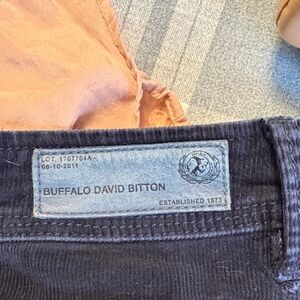 LOT. 1707704A -
06-10-2011
BUFFALO DAVID BITTON
ESTABLISHED 1973